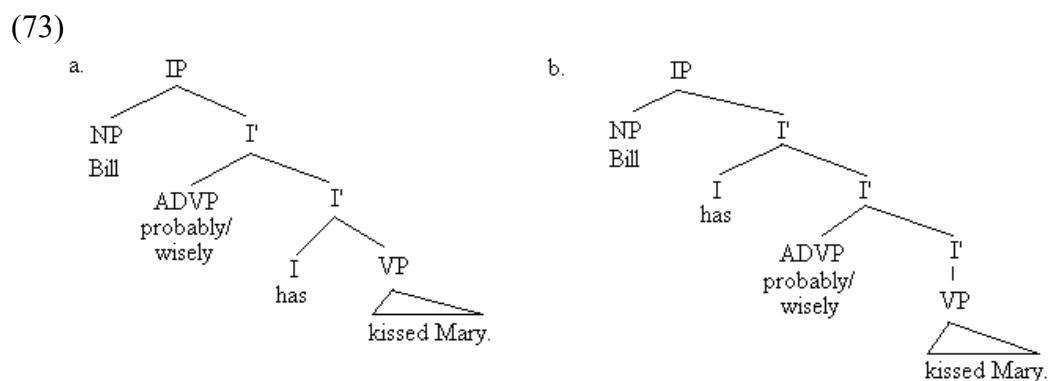 (73)
a. IP b. IP
NP I' NP I'
Bill Bill
ADVP I' I I'
probably/ has
wisely
I VP ADVP I'
has probably/
wisely VP
kissed Mary.
kissed Mary.